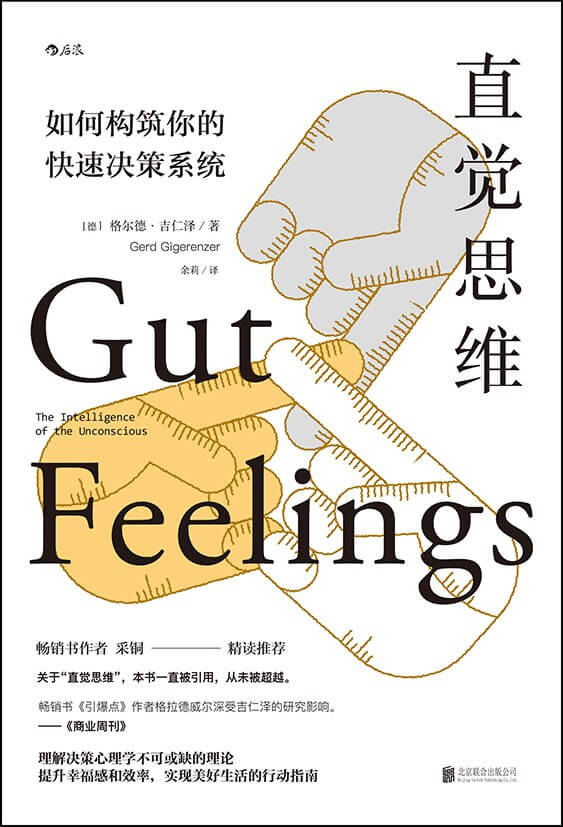 后浪
直觉思维
如何构筑你的
快速决策系统
［德］格尔德·吉仁泽／著
Gerd Gigerenzer
余莉／译
Gut
The Intelligence
of the Unconscious
Feelings
畅销书作者 采铜 ———— 精读推荐
关于“直觉思维”，本书一直被引用，从未被超越。
畅销书《引爆点》作者格拉德威尔深受吉仁泽的研究影响。
——《商业周刊》
理解决策心理学不可或缺的理论
提升幸福感和效率，实现美好生活的行动指南
北京联合出版公司
Beijing United Publishing Co.,Ltd.